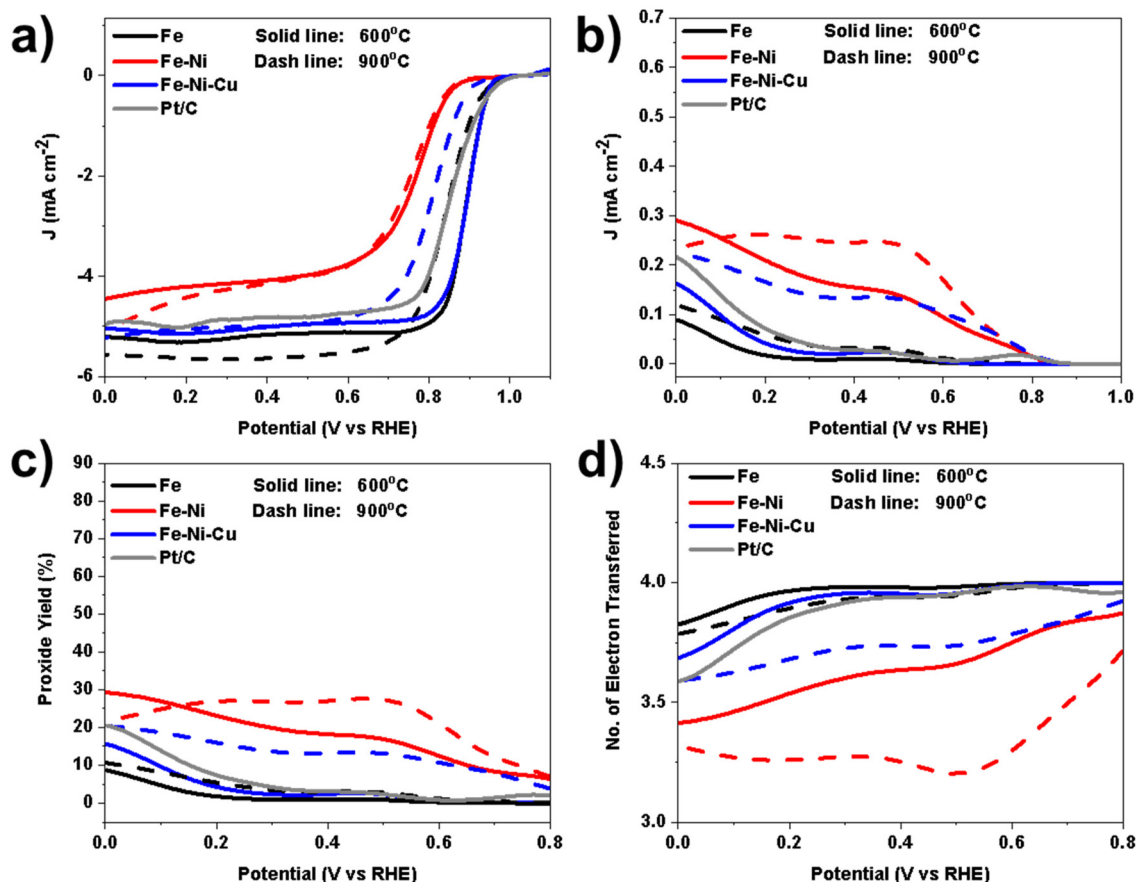 a)
Fe Solid line: 600°C
Fe-Ni Dash line: 900°C
Fe-Ni-Cu
Pt/C
J (mA cm⁻²)
0
-2
-4
-6
0.0 0.2 0.4 0.6 0.8 1.0
Potential (V vs RHE)
b)
Fe Solid line: 600°C
Fe-Ni Dash line: 900°C
Fe-Ni-Cu
Pt/C
J (mA cm⁻²)
0.7
0.6
0.5
0.4
0.3
0.2
0.1
0.0
0.0 0.2 0.4 0.6 0.8 1.0
Potential (V vs RHE)
c)
Fe Solid line: 600°C
Fe-Ni Dash line: 900°C
Fe-Ni-Cu
Pt/C
Proxide Yield (%)
90
80
70
60
50
40
30
20
10
0
0.0 0.2 0.4 0.6 0.8
Potential (V vs RHE)
d)
Fe Solid line: 600°C
Fe-Ni Dash line: 900°C
Fe-Ni-Cu
Pt/C
No. of Electron Transferred
4.5
4.0
3.5
3.0
0.0 0.2 0.4 0.6 0.8
Potential (V vs RHE)